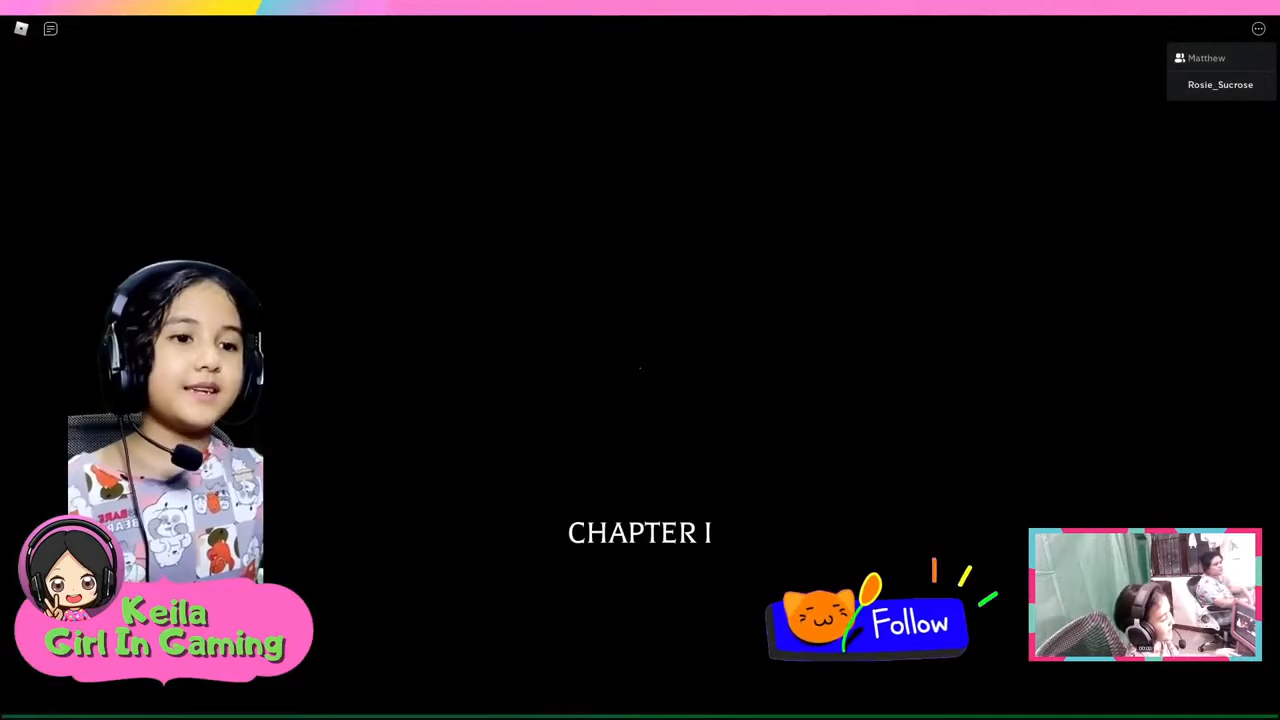 Matthew
Rosie_Sucrose
CHAPTER I
Keila
Girl In Gaming
Follow